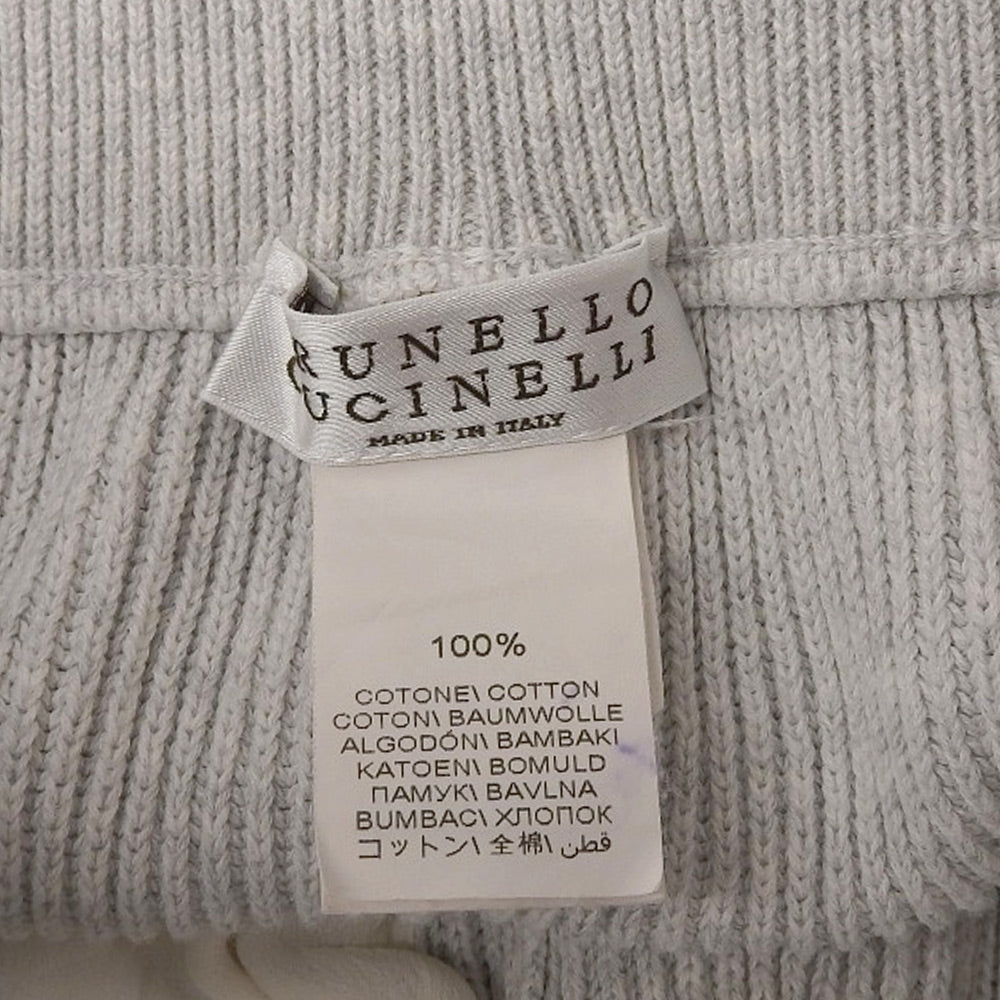 RUNELLO
UCINELLI
MADE IN ITALY
100%
COTONE\ COTTON
COTON\ BAUMWOLLE
ALGODÓN\ BAMBAKI
KATOEN\ BOMULD
ПАМУК\ BAVLNA
BUMBAC\ ХЛОПОК
コットン\ 全棉\ قطن